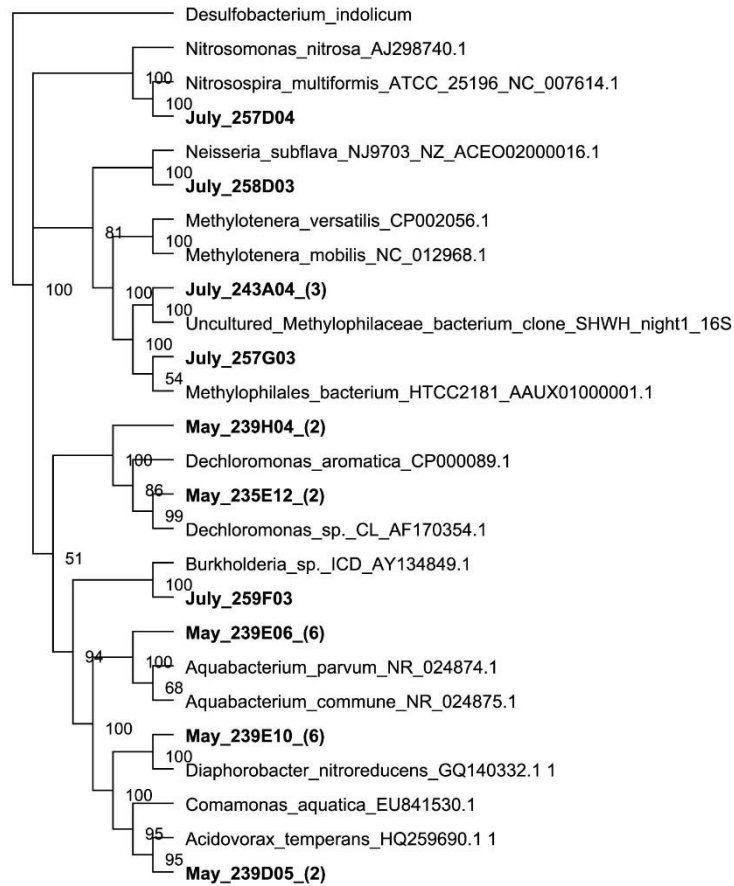 Desulfobacterium_indolicum
Nitrosomonas_nitrosa_AJ298740.1
100
Nitrosospira_multiformis_ATCC_25196_NC_007614.1
100
July_257D04
Neisseria_subflava_NJ9703_NZ_ACEO02000016.1
100
July_258D03
Methylotenera_versatilis_CP002056.1
81
100
Methylotenera_mobilis_NC_012968.1
100
100
July_243A04_(3)
100
Uncultured_Methylophilaceae_bacterium_clone_SHWH_night1_16S
100
July_257G03
54
Methylophilales_bacterium_HTCC2181_AAUX01000001.1
May_239H04_(2)
100
Dechloromonas_aromatica_CP000089.1
86
May_235E12_(2)
99
Dechloromonas_sp._CL_AF170354.1
51
Burkholderia_sp._ICD_AY134849.1
100
July_259F03
May_239E06_(6)
94
100
Aquabacterium_parvum_NR_024874.1
68
Aquabacterium_commune_NR_024875.1
100
May_239E10_(6)
100
Diaphorobacter_nitroreducens_GQ140332.1 1
100
Comamonas_aquatica_EU841530.1
95
Acidovorax_temperans_HQ259690.1 1
95
May_239D05_(2)